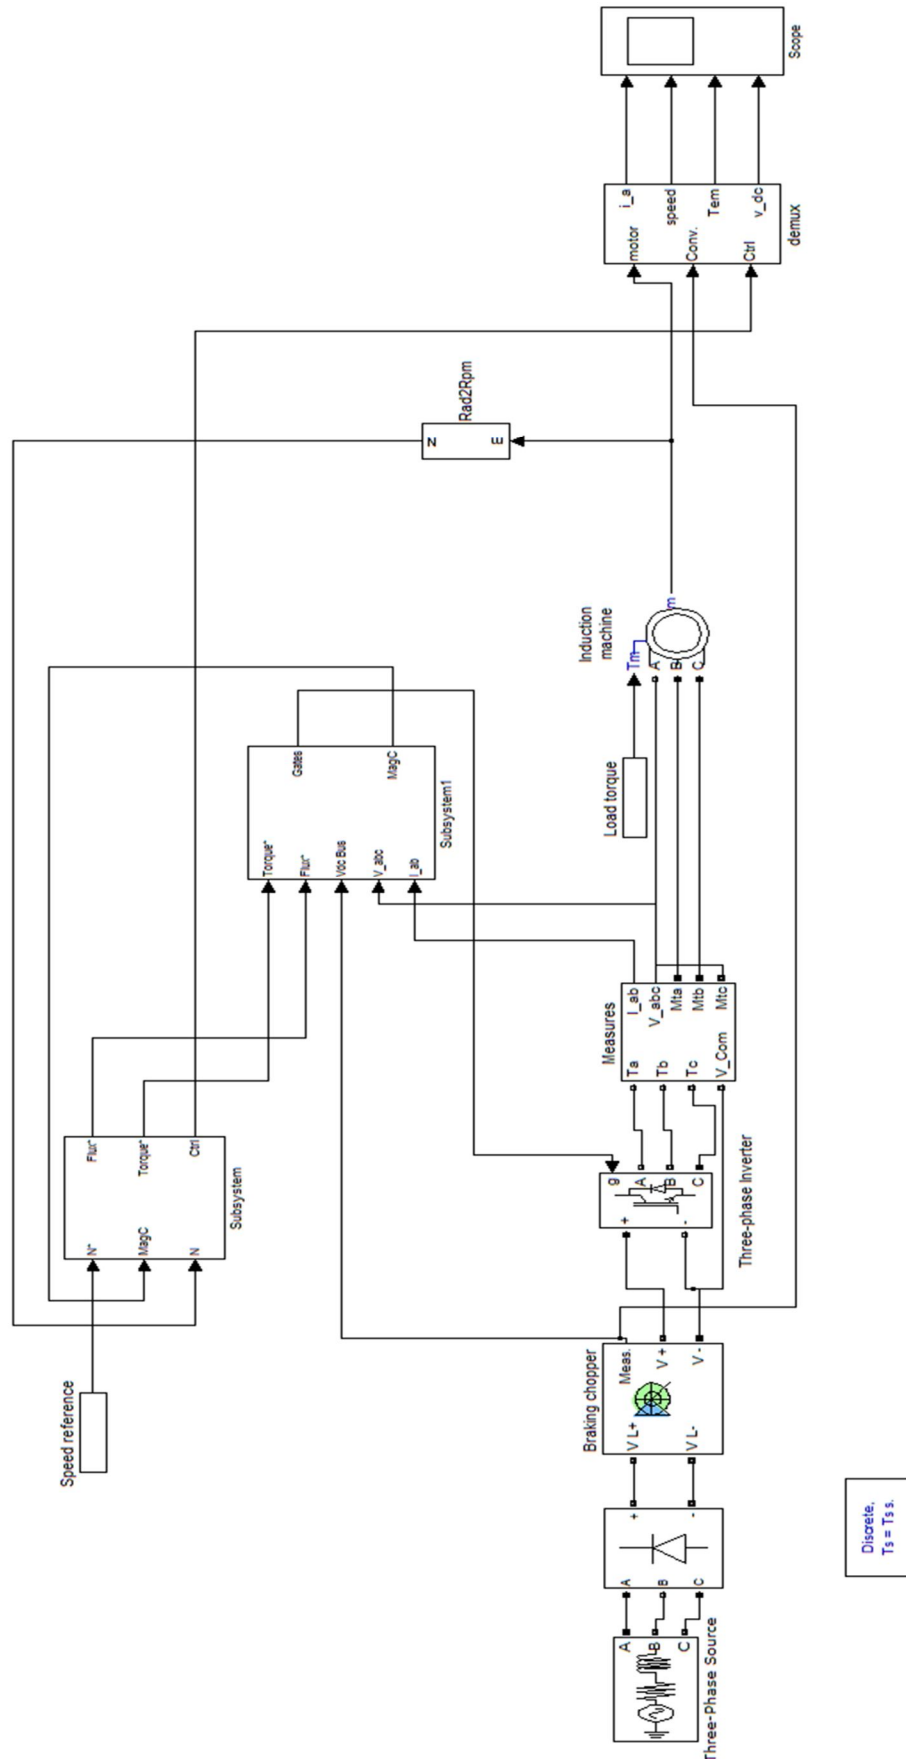 Speed reference
N*
MagC
N
Flux*
Torque*
Ctrl
Subsystem
Torque*
Flux*
Vdc Bus
V_abc
I_ab
Gates
MagC
Subsystem1
N
m
Rad2Rpm
Three-Phase Source
A
B
C
A
B
C
+
-
Braking chopper
V L+
V L-
Meas.
V +
V -
+
-
g
A
B
C
Three-phase Inverter
Measures
Ta
Tb
Tc
V_Com
I_ab
V_abc
Mta
Mtb
Mtc
Load torque
Induction
machine
Tm
A
B
C
m
motor
Conv.
Ctrl
i_a
speed
Tem
v_dc
demux
Scope
Discrete,
Ts = Ts s.